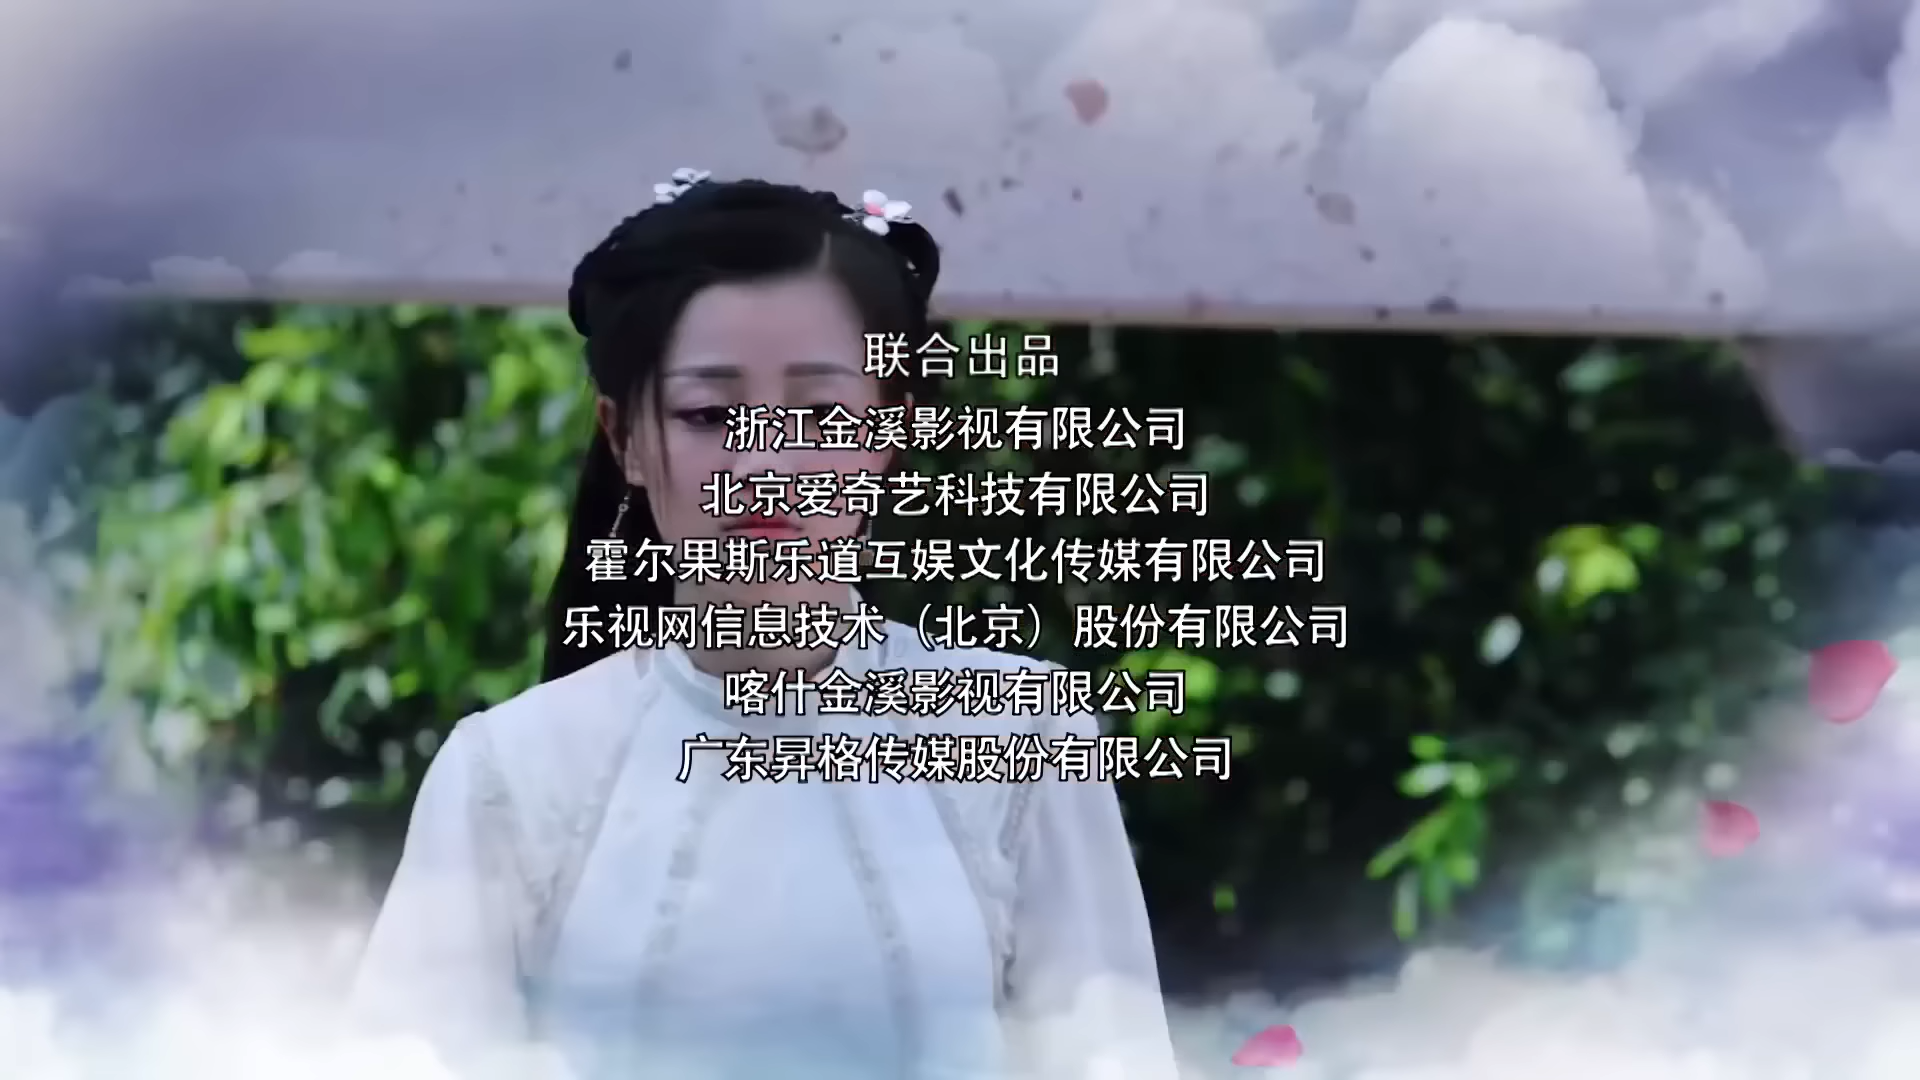 联合出品
浙江金溪影视有限公司
北京爱奇艺科技有限公司
霍尔果斯乐道互娱文化传媒有限公司
乐视网信息技术（北京）股份有限公司
喀什金溪影视有限公司
广东昇格传媒股份有限公司